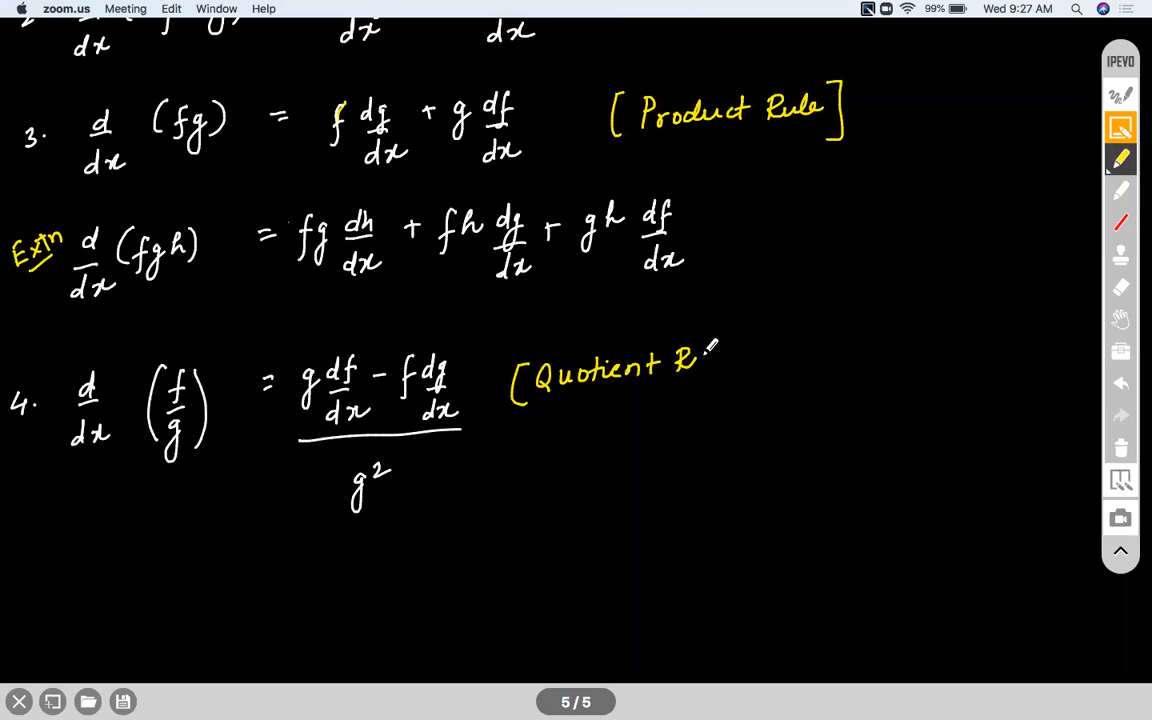 zoom.us Meeting Edit Window Help 99% Wed 9:27 AM
IPEVO
d/dx (fg) dx dx
3. d/dx (fg) = f dg/dx + g df/dx [Product Rule]
Extn d/dx (fgh) = fg dh/dx + fh dg/dx + gh df/dx
4. d/dx (f/g) = (g df/dx - f dg/dx)/g² [Quotient R
5/5